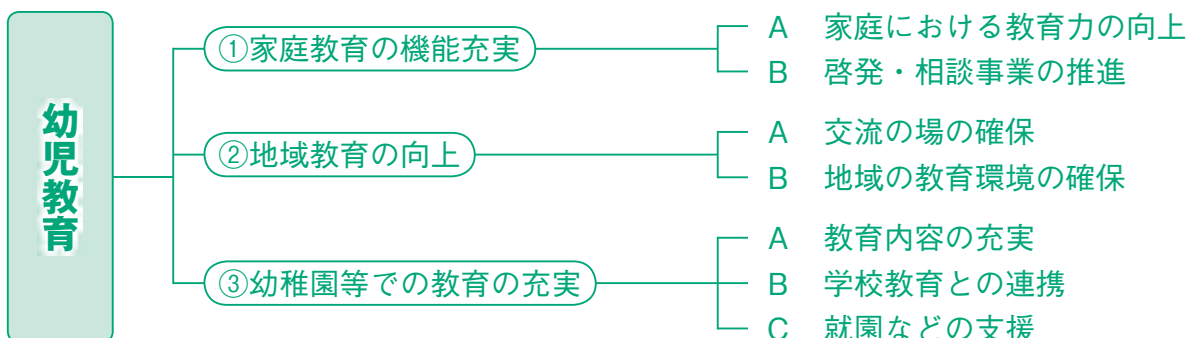 幼児教育
①家庭教育の機能充実
A 家庭における教育力の向上
B 啓発・相談事業の推進
②地域教育の向上
A 交流の場の確保
B 地域の教育環境の確保
③幼稚園等での教育の充実
A 教育内容の充実
B 学校教育との連携
C 就園などの支援